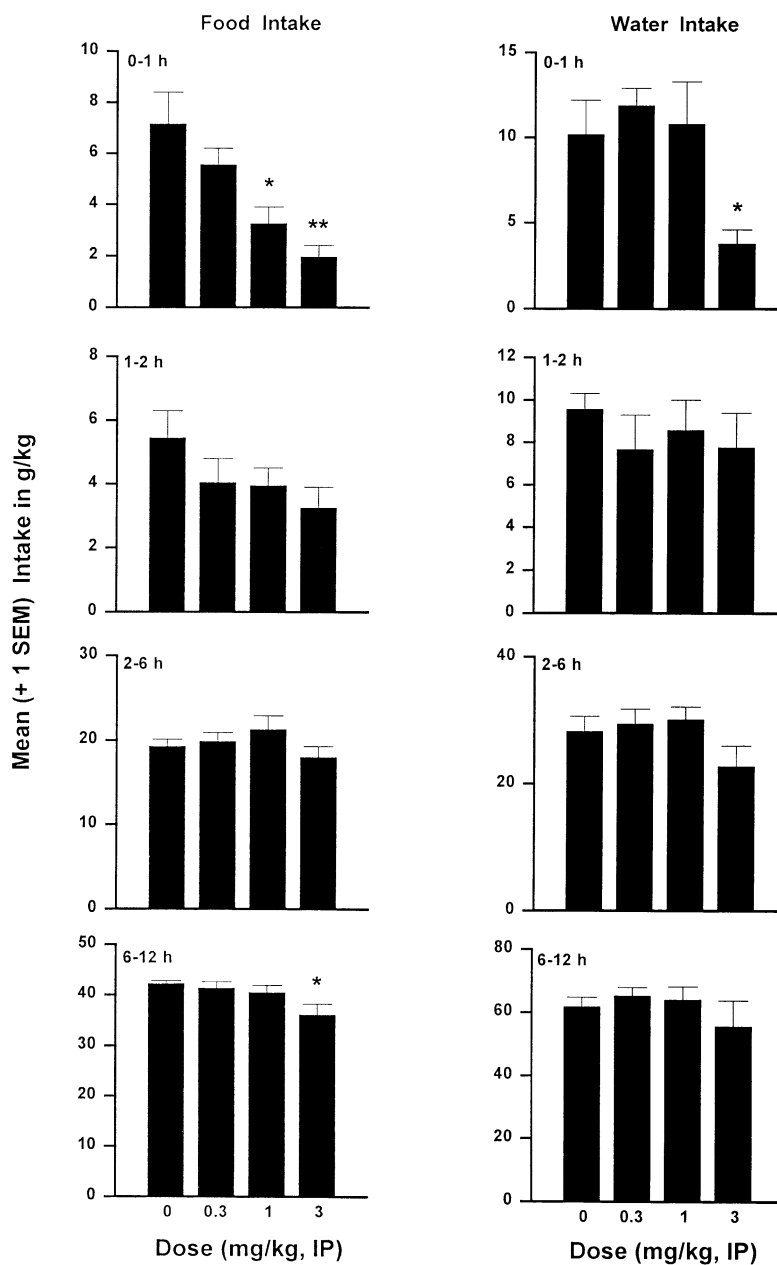 Food Intake
Water Intake
Mean (+ 1 SEM) Intake in g/kg
0-1 h
10
8
6
4
2
0
*
**
0-1 h
15
10
5
0
*
1-2 h
8
6
4
2
0
1-2 h
12
10
8
6
4
2
0
2-6 h
30
20
10
0
2-6 h
40
20
0
6-12 h
50
40
30
20
10
0
*
0 0.3 1 3
Dose (mg/kg, IP)
6-12 h
80
60
40
20
0
0 0.3 1 3
Dose (mg/kg, IP)